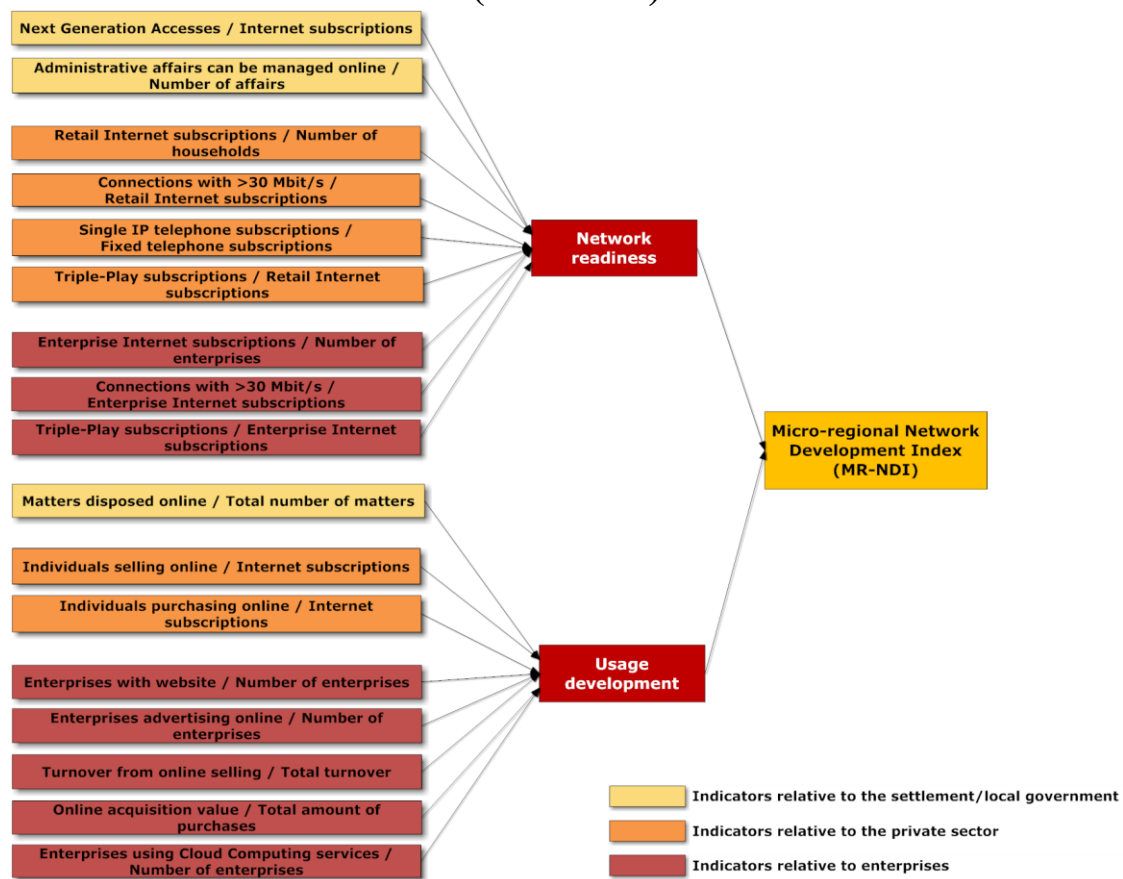 Next Generation Accesses / Internet subscriptions
Administrative affairs can be managed online /
Number of affairs
Retail Internet subscriptions / Number of
households
Connections with >30 Mbit/s /
Retail Internet subscriptions
Single IP telephone subscriptions /
Fixed telephone subscriptions
Triple-Play subscriptions / Retail Internet
subscriptions
Enterprise Internet subscriptions / Number of
enterprises
Connections with >30 Mbit/s /
Enterprise Internet subscriptions
Triple-Play subscriptions / Enterprise Internet
subscriptions
Network
readiness
Matters disposed online / Total number of matters
Individuals selling online / Internet subscriptions
Individuals purchasing online / Internet
subscriptions
Enterprises with website / Number of enterprises
Enterprises advertising online / Number of
enterprises
Turnover from online selling / Total turnover
Online acquisition value / Total amount of
purchases
Enterprises using Cloud Computing services /
Number of enterprises
Usage
development
Micro-regional Network
Development Index
(MR-NDI)
Indicators relative to the settlement/local government
Indicators relative to the private sector
Indicators relative to enterprises